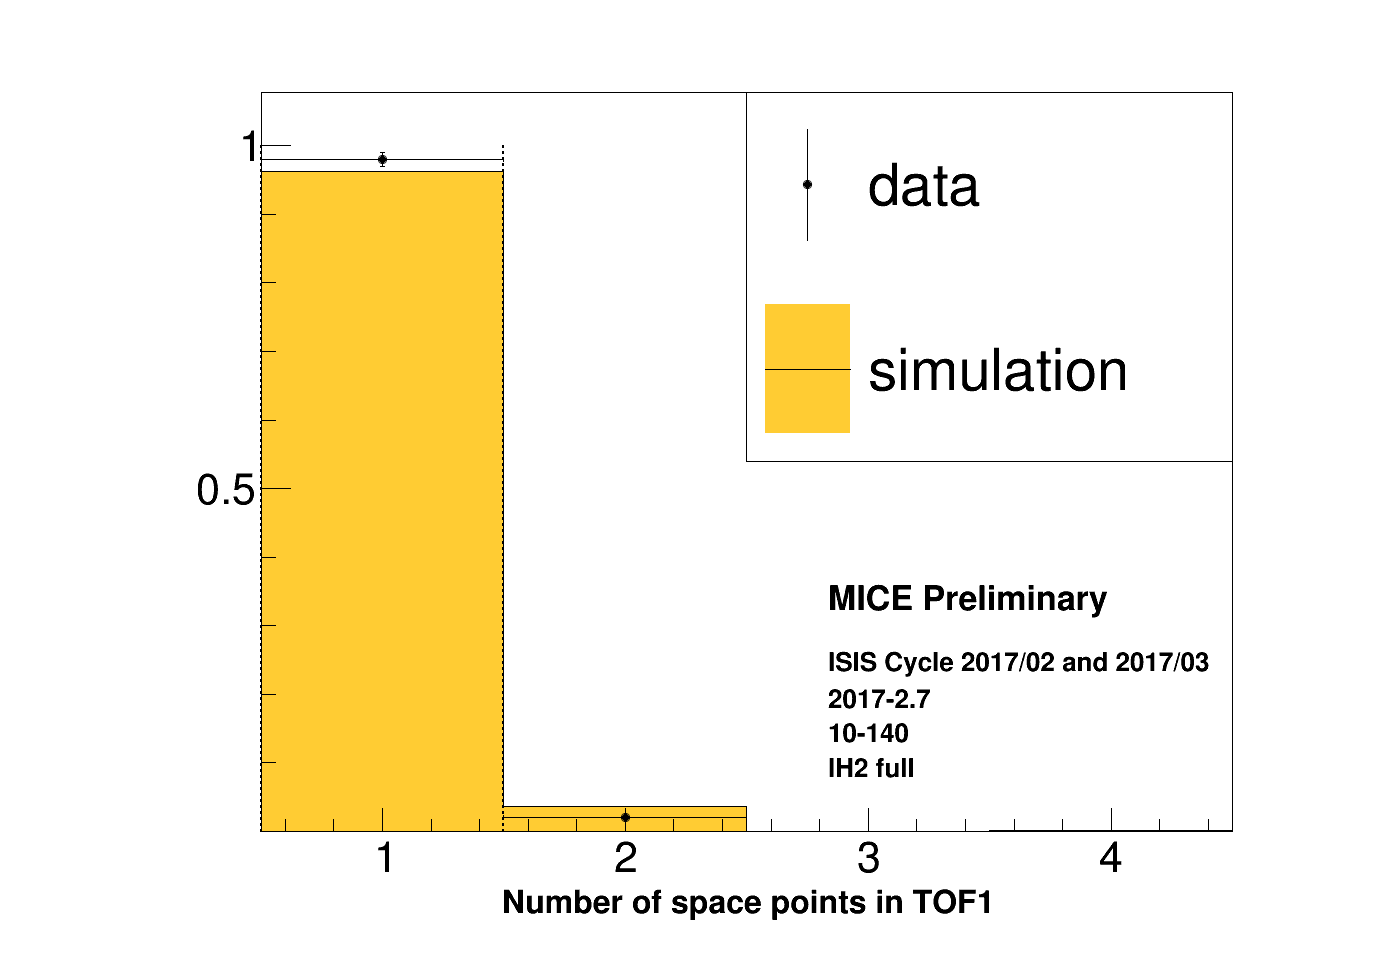 1
data
simulation
0.5
MICE Preliminary
ISIS Cycle 2017/02 and 2017/03
2017-2.7
10-140
IH2 full
1 2 3 4
Number of space points in TOF1